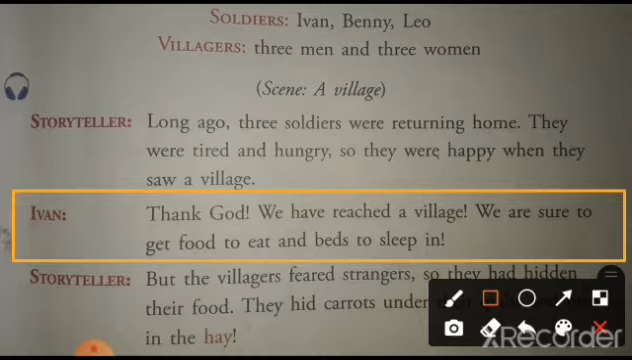 SOLDIERS: Ivan, Benny, Leo
VILLAGERS: three men and three women
(Scene: A village)
STORYTELLER: Long ago, three soldiers were returning home. They
were tired and hungry, so they were happy when they
saw a village.
IVAN: Thank God! We have reached a village! We are sure to
get food to eat and beds to sleep in!
STORYTELLER: But the villagers feared strangers, so they had hidden
their food. They hid carrots under
in the hay!
XRecorder